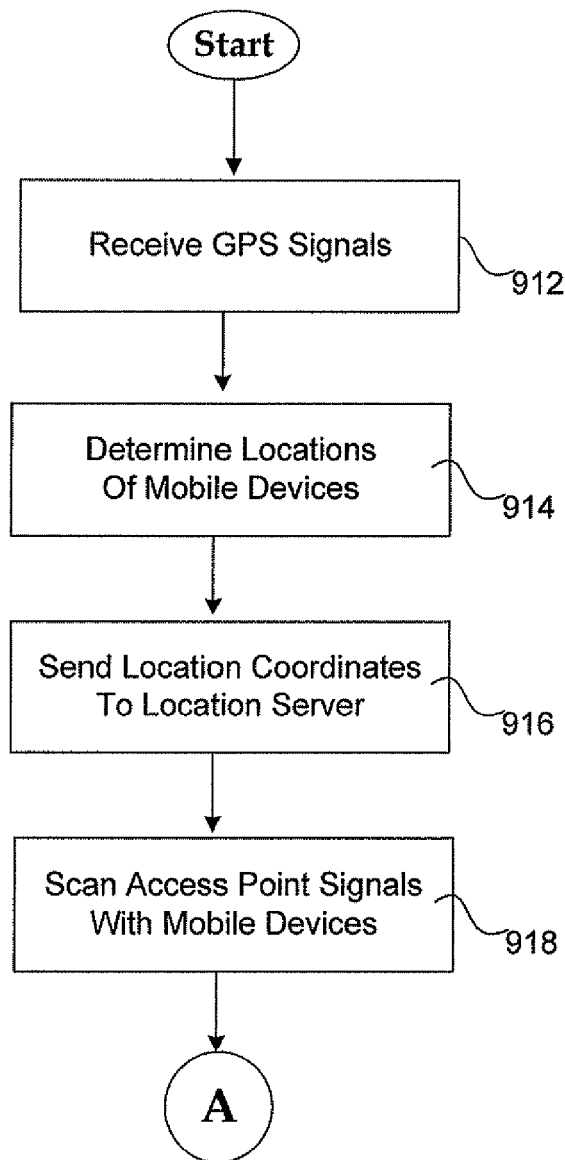 Start
Receive GPS Signals
912
Determine Locations
Of Mobile Devices
914
Send Location Coordinates
To Location Server
916
Scan Access Point Signals
With Mobile Devices
918
A